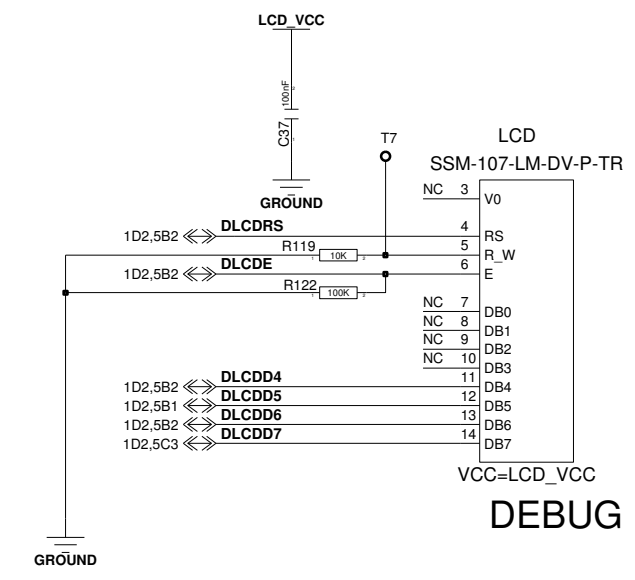 LCD_VCC
100nF
C37
GROUND
T7
LCD
SSM-107-LM-DV-P-TR
NC 3 V0
1D2,5B2 DLCDRS 4 RS
R119 10K 5 R_W
1D2,5B2 DLCDE 6 E
R122 100K
NC 7 DB0
NC 8 DB1
NC 9 DB2
NC 10 DB3
1D2,5B2 DLCDD4 11 DB4
1D2,5B1 DLCDD5 12 DB5
1D2,5B2 DLCDD6 13 DB6
1D2,5C3 DLCDD7 14 DB7
VCC=LCD_VCC
DEBUG
GROUND